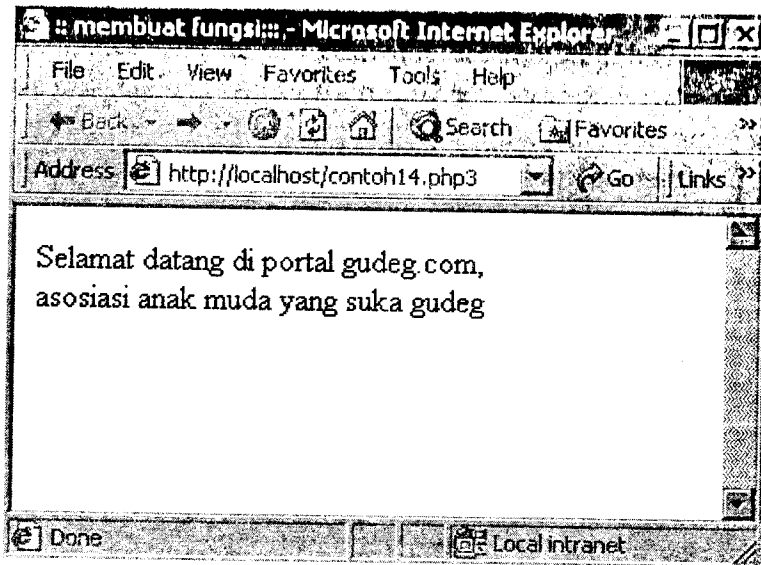 :: membuat fungsi::: - Microsoft Internet Explorer
File Edit View Favorites Tools Help
Back Search Favorites »
Address http://localhost/contoh14.php3 Go Links »
Selamat datang di portal gudeg.com,
asosiasi anak muda yang suka gudeg
Done Local intranet